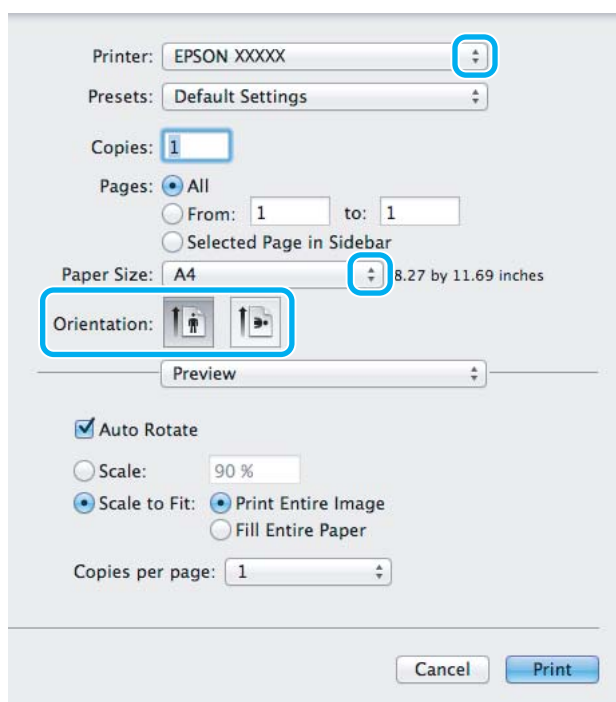 Printer: EPSON XXXXX
Presets: Default Settings
Copies: 1
Pages: All
From: 1 to: 1
Selected Page in Sidebar
Paper Size: A4 8.27 by 11.69 inches
Orientation:
Preview
Auto Rotate
Scale: 90 %
Scale to Fit: Print Entire Image
Fill Entire Paper
Copies per page: 1
Cancel Print